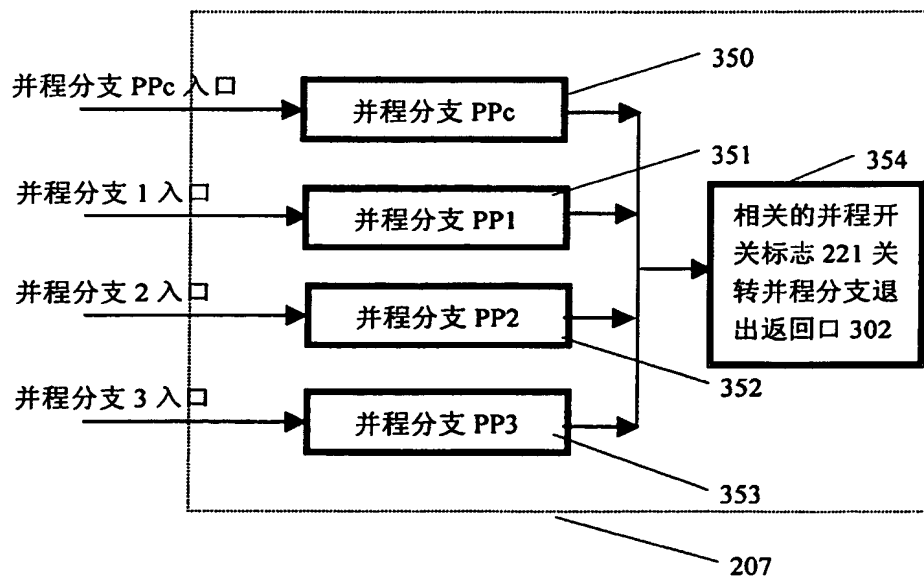 350
并程分支 PPc 入口
并程分支 PPc
351
354
并程分支 1 入口
并程分支 PP1
相关的并程开
关标志 221 关
转并程分支退
出返回口 302
并程分支 2 入口
并程分支 PP2
352
并程分支 3 入口
并程分支 PP3
353
207